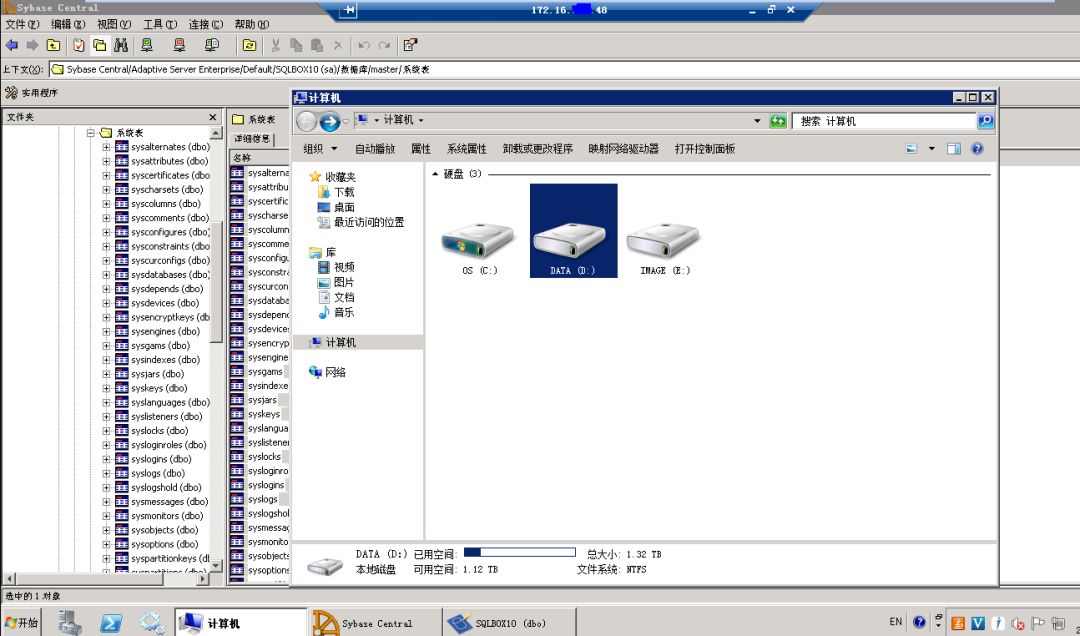 Sybase Central
172.16. .48
文件(F) 编辑(E) 视图(V) 工具(T) 连接(C) 帮助(H)
上下文(X): Sybase Central/Adaptive Server Enterprise/Default/SQLBOX10 (sa)/数据库/master/系统表
实用程序
文件夹
系统表
sysalternates (dbo)
sysattributes (dbo)
syscertificates (dbo)
syscharsets (dbo)
syscolumns (dbo)
syscomments (dbo)
sysconfigures (dbo)
sysconstraints (dbo
syscurconfigs (dbo)
sysdatabases (dbo)
sysdepends (dbo)
sysdevices (dbo)
sysencryptkeys (db
sysengines (dbo)
sysgams (dbo)
sysindexes (dbo)
sysjars (dbo)
syskeys (dbo)
syslanguages (dbo)
syslisteners (dbo)
syslocks (dbo)
sysloginroles (dbo)
syslogins (dbo)
syslogs (dbo)
syslogshold (dbo)
sysmessages (dbo)
sysmonitors (dbo)
sysobjects (dbo)
sysoptions (dbo)
syspartitionkeys (dl
系统表
详细信息
名称
sysalterna
sysattribu
syscertific
syscharse
syscolumn
syscomme
sysconfigu
sysconstra
syscurcon
sysdataba
sysdepend
sysdevices
sysencryp
sysengine
sysgams
sysindexe
sysjars
syskeys
syslangua
syslistener
syslocks
sysloginro
syslogins
syslogs
syslogshol
sysmessag
sysmonito
sysobjects
sysoptions
计算机
计算机
搜索 计算机
组织 自动播放 属性 系统属性 卸载或更改程序 映射网络驱动器 打开控制面板
收藏夹
下载
桌面
最近访问的位置
库
视频
图片
文档
音乐
计算机
网络
硬盘 (3)
OS (C:) DATA (D:) IMAGE (E:)
DATA (D:) 已用空间: 总大小: 1.32 TB
本地磁盘 可用空间: 1.12 TB 文件系统: NTFS
选中的 1 对象
开始 计算机 Sybase Central SQLBOX10 (dbo) EN